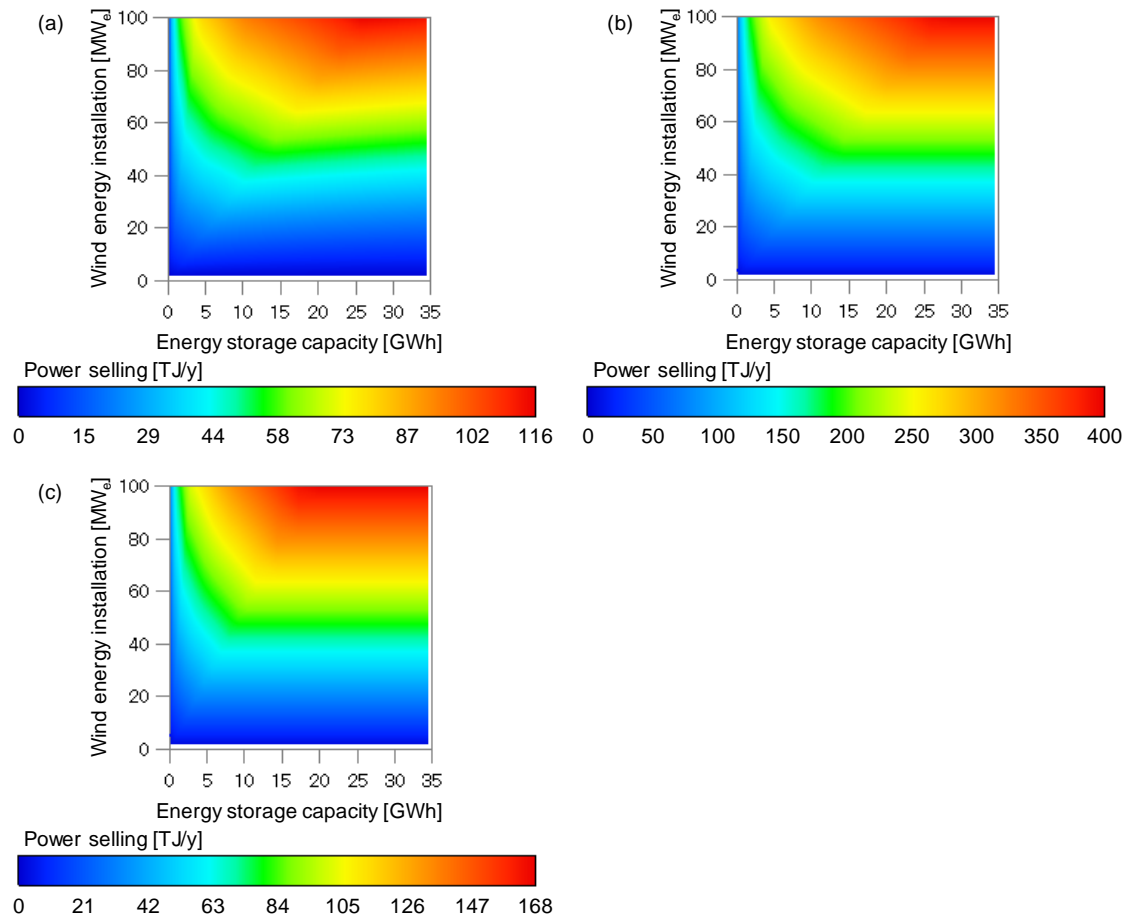 (a)
Wind energy installation [MWe]
100
80
60
40
20
0
0 5 10 15 20 25 30 35
Energy storage capacity [GWh]
Power selling [TJ/y]
0 15 29 44 58 73 87 102 116
(b)
Wind energy installation [MWe]
100
80
60
40
20
0
0 5 10 15 20 25 30 35
Energy storage capacity [GWh]
Power selling [TJ/y]
0 50 100 150 200 250 300 350 400
(c)
Wind energy installation [MWe]
100
80
60
40
20
0
0 5 10 15 20 25 30 35
Energy storage capacity [GWh]
Power selling [TJ/y]
0 21 42 63 84 105 126 147 168